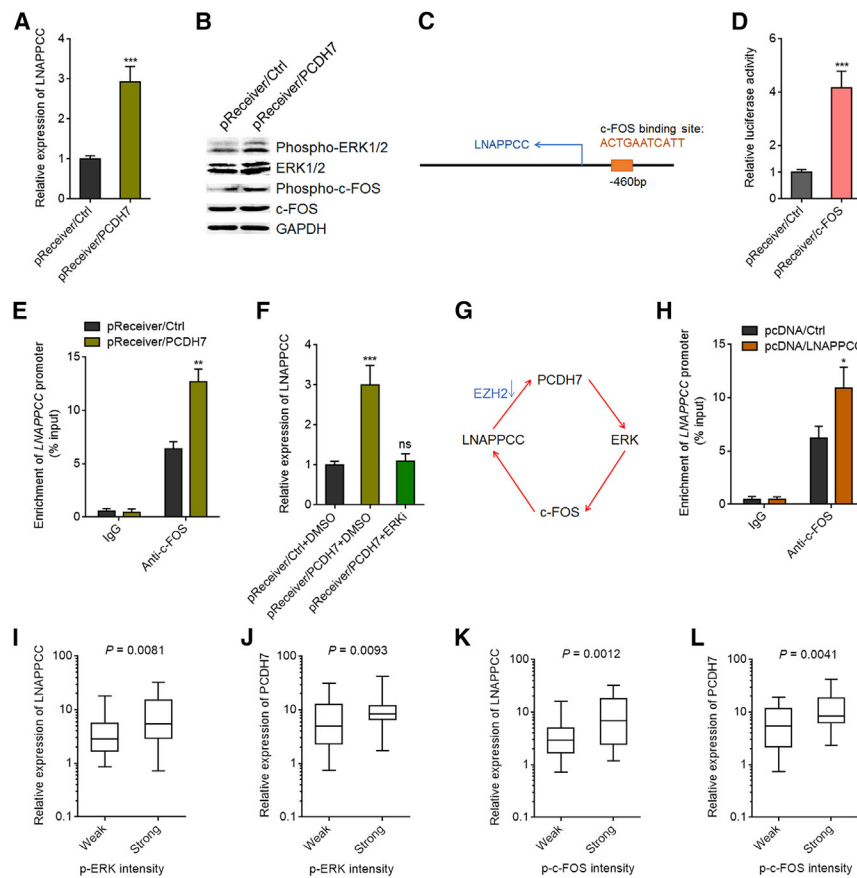 A
Relative expression of LNAPPCC
4
3
2
1
0
***
pReceiver/Ctrl
pReceiver/PCDH7
B
pReceiver/Ctrl
pReceiver/PCDH7
Phospho-ERK1/2
ERK1/2
Phospho-c-FOS
c-FOS
GAPDH
C
LNAPPCC
c-FOS binding site:
ACTGAATCATT
-460bp
D
Relative luciferase activity
6
4
2
0
***
pReceiver/Ctrl
pReceiver/c-FOS
E
pReceiver/Ctrl
pReceiver/PCDH7
Enrichment of LNAPPCC promoter
(% input)
15
10
5
0
**
IgG
Anti-c-FOS
F
Relative expression of LNAPPCC
4
3
2
1
0
***
ns
pReceiver/Ctrl+DMSO
pReceiver/PCDH7+DMSO
pReceiver/PCDH7+ERKi
G
EZH2
PCDH7
LNAPPCC
ERK
c-FOS
H
pcDNA/Ctrl
pcDNA/LNAPPCC
Enrichment of LNAPPCC promoter
(% input)
15
10
5
0
*
IgG
Anti-c-FOS
I
P = 0.0081
Relative expression of LNAPPCC
100
10
1
0.1
Weak
Strong
p-ERK intensity
J
P = 0.0093
Relative expression of PCDH7
100
10
1
0.1
Weak
Strong
p-ERK intensity
K
P = 0.0012
Relative expression of LNAPPCC
100
10
1
0.1
Weak
Strong
p-c-FOS intensity
L
P = 0.0041
Relative expression of PCDH7
100
10
1
0.1
Weak
Strong
p-c-FOS intensity